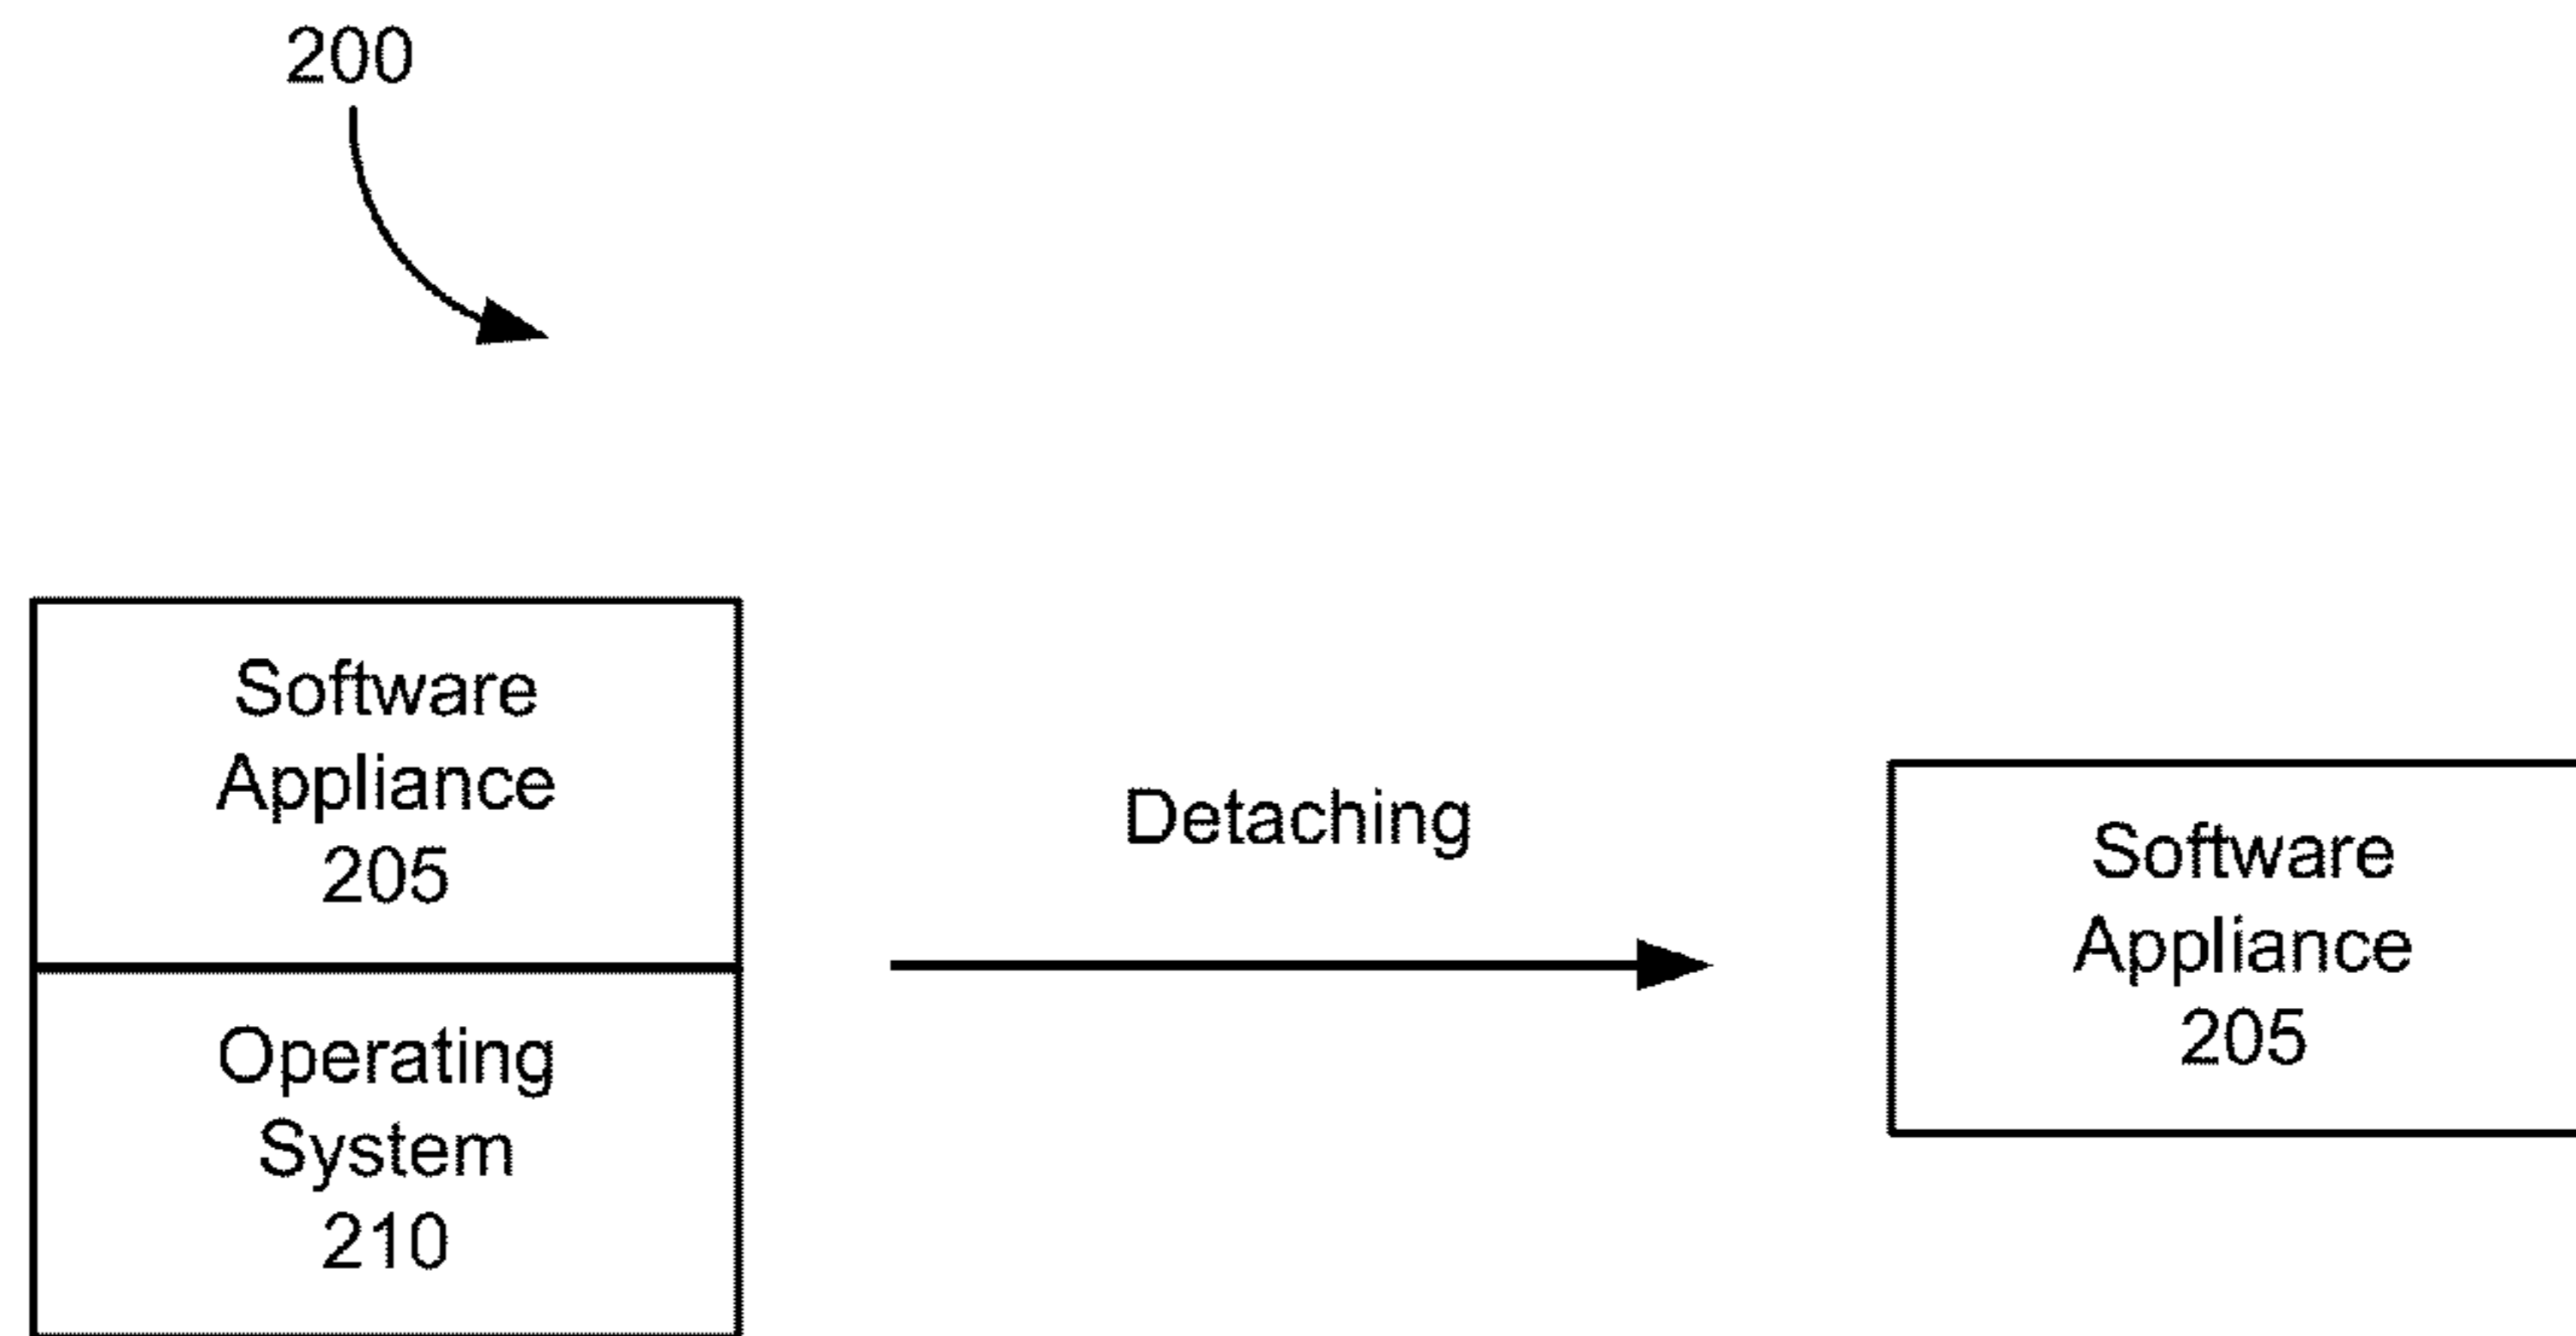 200
Software
Appliance
205
Operating
System
210
Detaching
Software
Appliance
205